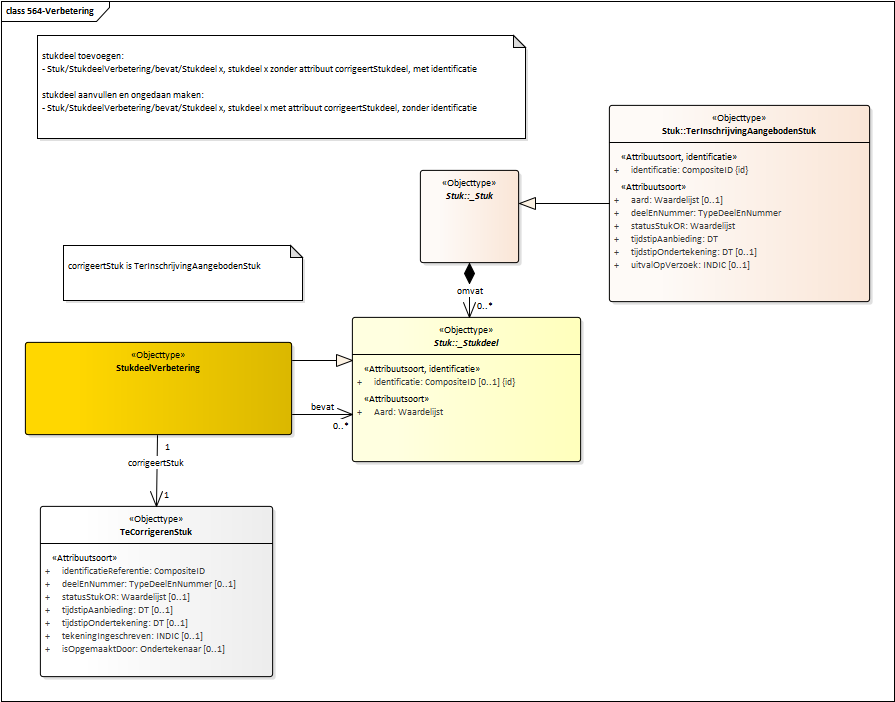 class 564-Verbetering
stukdeel toevoegen:
- Stuk/StukdeelVerbetering/bevat/Stukdeel x, stukdeel x zonder attribuut corrigeertStukdeel, met identificatie
stukdeel aanvullen en ongedaan maken:
- Stuk/StukdeelVerbetering/bevat/Stukdeel x, stukdeel x met attribuut corrigeertStukdeel, zonder identificatie
«Objecttype»
Stuk::TerInschrijvingAangebodenStuk
«Attribuutsoort, identificatie»
+ identificatie: CompositeID {id}
«Attribuutsoort»
+ aard: Waardelijst [0..1]
+ deelEnNummer: TypeDeelEnNummer
+ statusStukOR: Waardelijst
+ tijdstipAanbieding: DT
+ tijdstipOndertekening: DT [0..1]
+ uitvalOpVerzoek: INDIC [0..1]
«Objecttype»
Stuk::_Stuk
corrigeertStuk is TerInschrijvingAangebodenStuk
omvat
0..*
«Objecttype»
Stuk::_Stukdeel
«Attribuutsoort, identificatie»
+ identificatie: CompositeID [0..1] {id}
«Attribuutsoort»
+ Aard: Waardelijst
«Objecttype»
StukdeelVerbetering
bevat
0..*
1
corrigeertStuk
1
«Objecttype»
TeCorrigerenStuk
«Attribuutsoort»
+ identificatieReferentie: CompositeID
+ deelEnNummer: TypeDeelEnNummer [0..1]
+ statusStukOR: Waardelijst [0..1]
+ tijdstipAanbieding: DT [0..1]
+ tijdstipOndertekening: DT [0..1]
+ tekeningIngeschreven: INDIC [0..1]
+ isOpgemaaktDoor: Ondertekenaar [0..1]